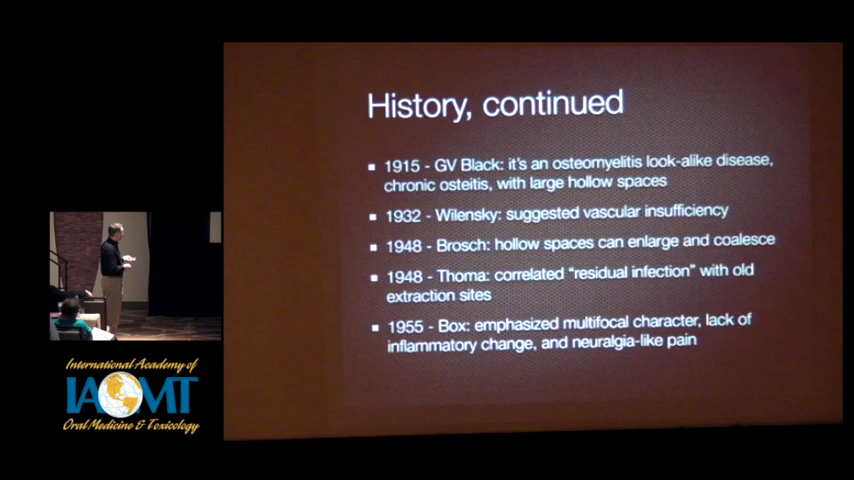 History, continued
1915 - GV Black: it's an osteomyelitis look-alike disease,
chronic osteitis, with large hollow spaces
1932 - Wilensky: suggested vascular insufficiency
1948 - Brosch: hollow spaces can enlarge and coalesce
1948 - Thoma: correlated "residual infection" with old
extraction sites
1955 - Box: emphasized multifocal character, lack of
inflammatory change, and neuralgia-like pain
International Academy of
IAOMT
Oral Medicine & Toxicology